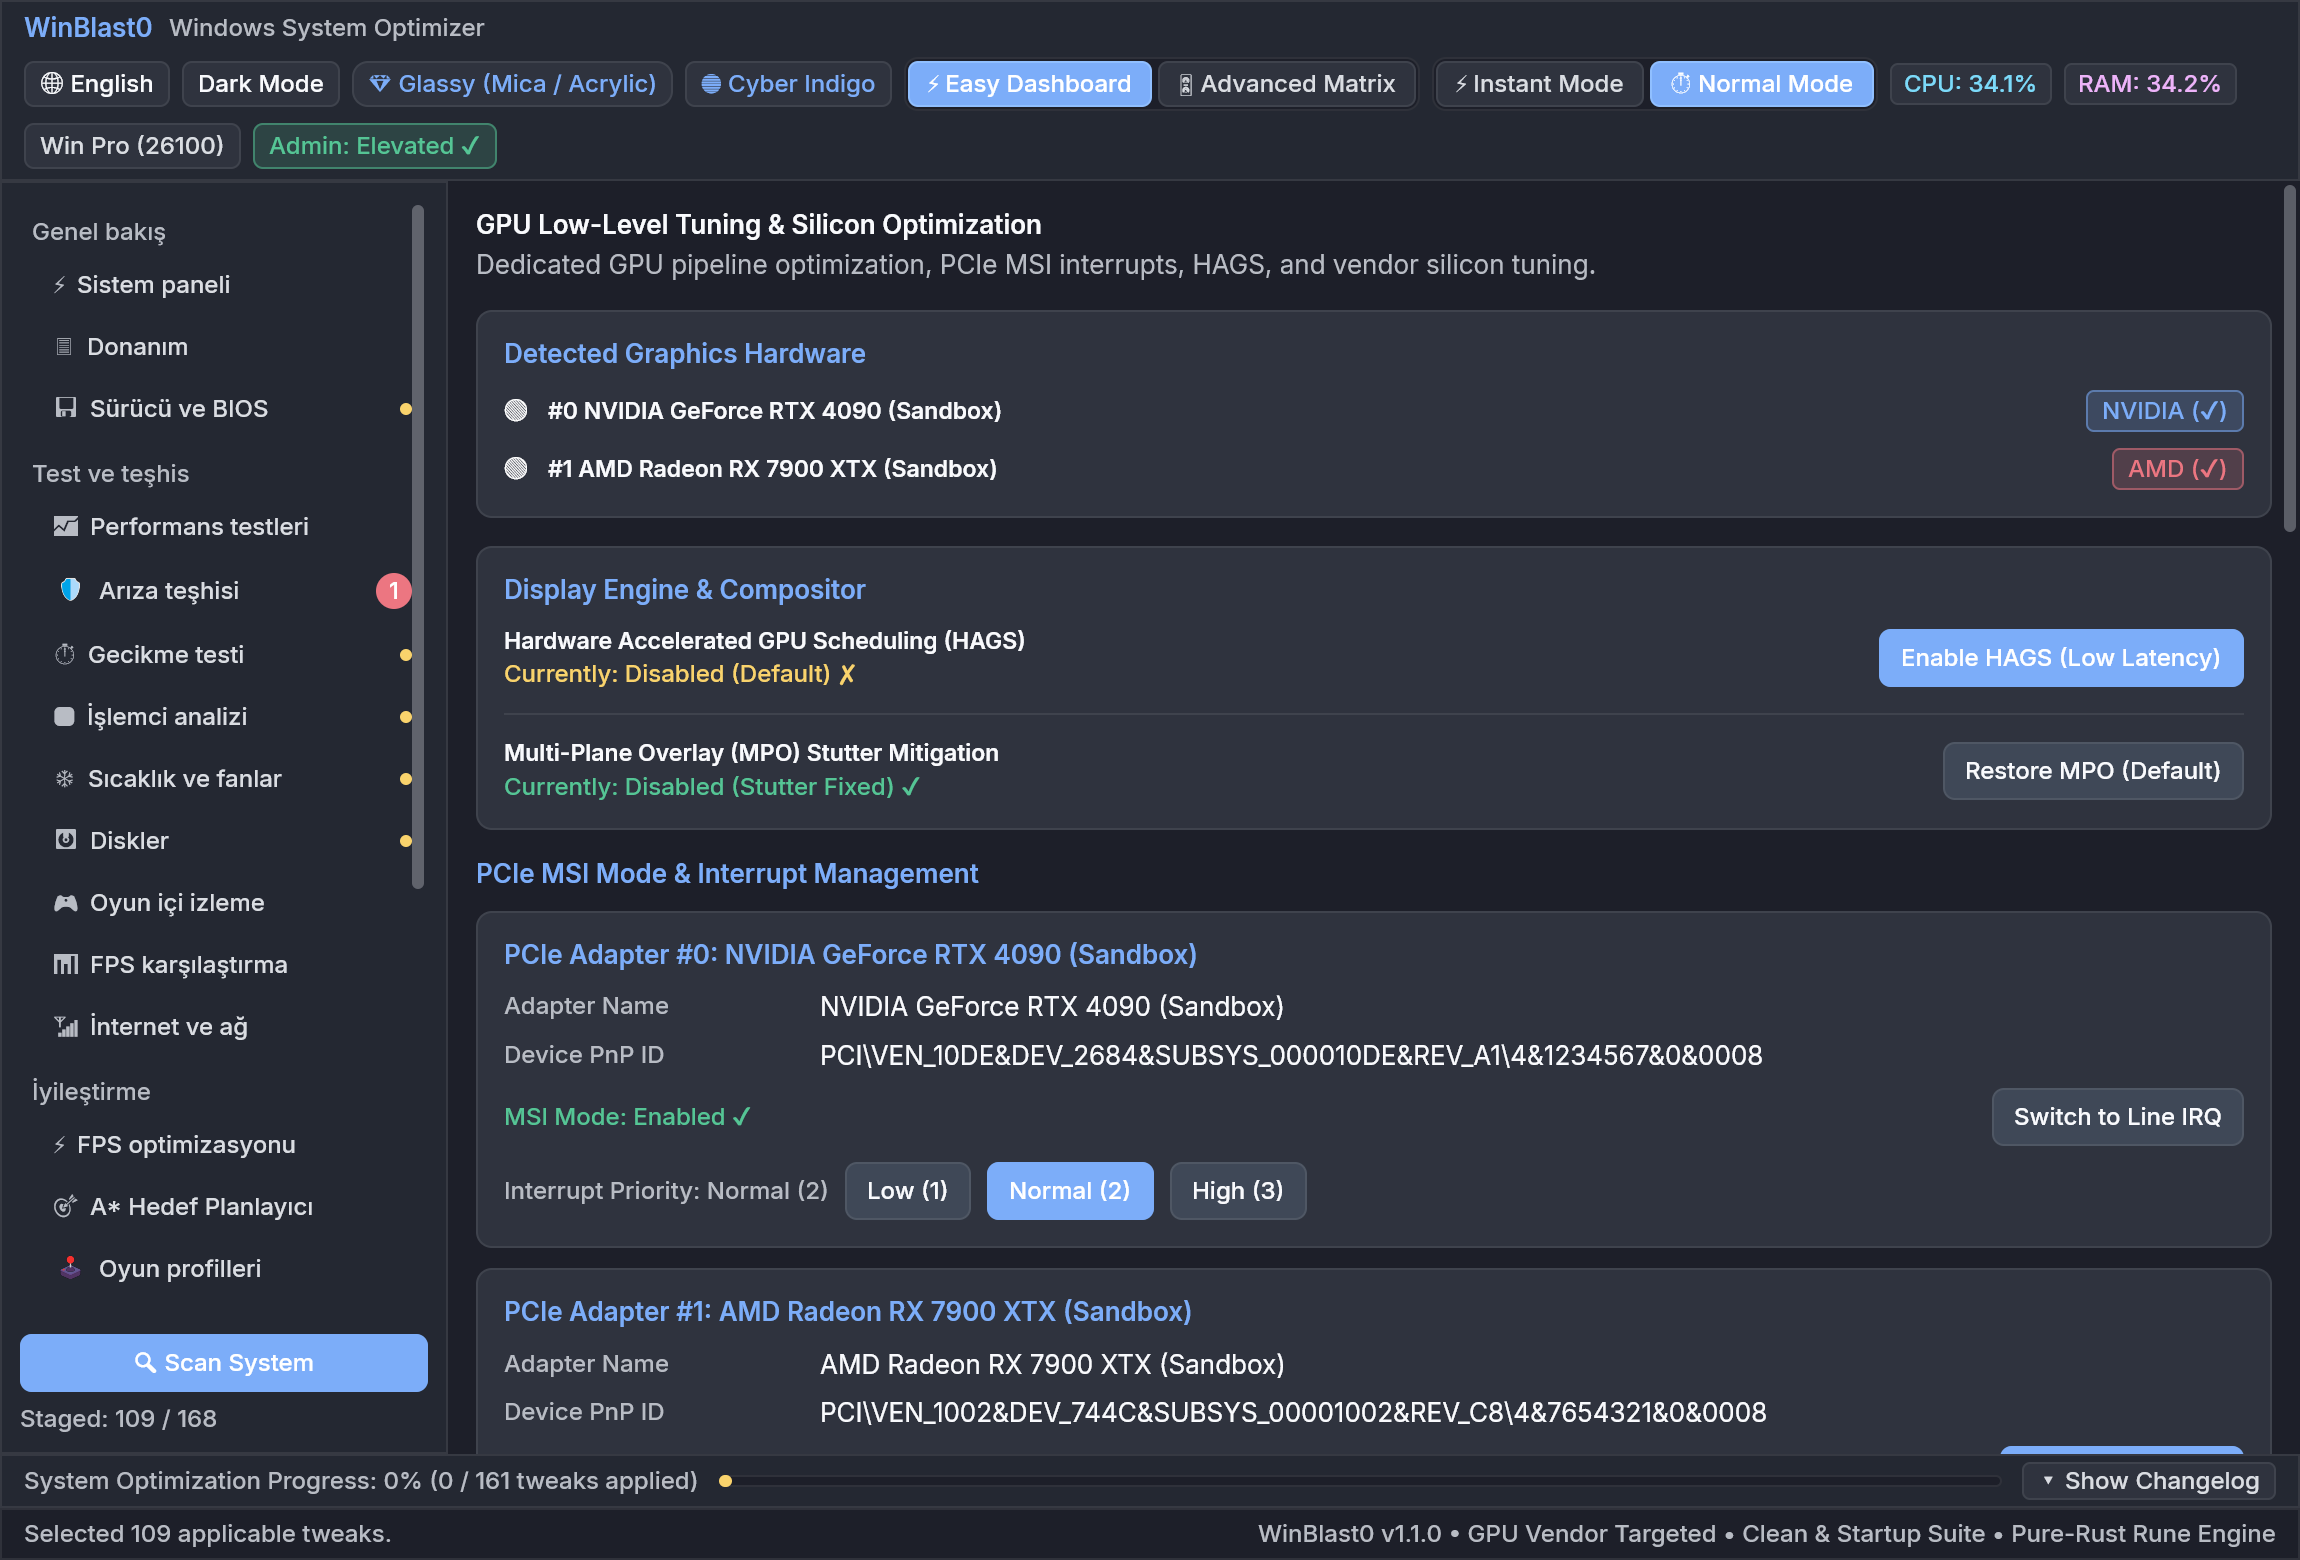 WinBlast0 Windows System Optimizer
English Dark Mode Glassy (Mica / Acrylic) Cyber Indigo ⚡Easy Dashboard Advanced Matrix ⚡Instant Mode Normal Mode CPU: 34.1% RAM: 34.2%
Win Pro (26100) Admin: Elevated ✓
Genel bakış
Sistem paneli
Donanım
Sürücü ve BIOS
Test ve teşhis
Performans testleri
Arıza teşhisi 1
Gecikme testi
İşlemci analizi
Sıcaklık ve fanlar
Diskler
Oyun içi izleme
FPS karşılaştırma
İnternet ve ağ
İyileştirme
FPS optimizasyonu
A* Hedef Planlayıcı
Oyun profilleri
Scan System
Staged: 109 / 168
GPU Low-Level Tuning & Silicon Optimization
Dedicated GPU pipeline optimization, PCIe MSI interrupts, HAGS, and vendor silicon tuning.
Detected Graphics Hardware
#0 NVIDIA GeForce RTX 4090 (Sandbox) NVIDIA (✓)
#1 AMD Radeon RX 7900 XTX (Sandbox) AMD (✓)
Display Engine & Compositor
Hardware Accelerated GPU Scheduling (HAGS)
Currently: Disabled (Default) ✗
Enable HAGS (Low Latency)
Multi-Plane Overlay (MPO) Stutter Mitigation
Currently: Disabled (Stutter Fixed) ✓
Restore MPO (Default)
PCIe MSI Mode & Interrupt Management
PCIe Adapter #0: NVIDIA GeForce RTX 4090 (Sandbox)
Adapter Name NVIDIA GeForce RTX 4090 (Sandbox)
Device PnP ID PCI\VEN_10DE&DEV_2684&SUBSYS_000010DE&REV_A1\4&1234567&0&0008
MSI Mode: Enabled ✓ Switch to Line IRQ
Interrupt Priority: Normal (2) Low (1) Normal (2) High (3)
PCIe Adapter #1: AMD Radeon RX 7900 XTX (Sandbox)
Adapter Name AMD Radeon RX 7900 XTX (Sandbox)
Device PnP ID PCI\VEN_1002&DEV_744C&SUBSYS_00001002&REV_C8\4&7654321&0&0008
System Optimization Progress: 0% (0 / 161 tweaks applied) ▼ Show Changelog
Selected 109 applicable tweaks. WinBlast0 v1.1.0 • GPU Vendor Targeted • Clean & Startup Suite • Pure-Rust Rune Engine